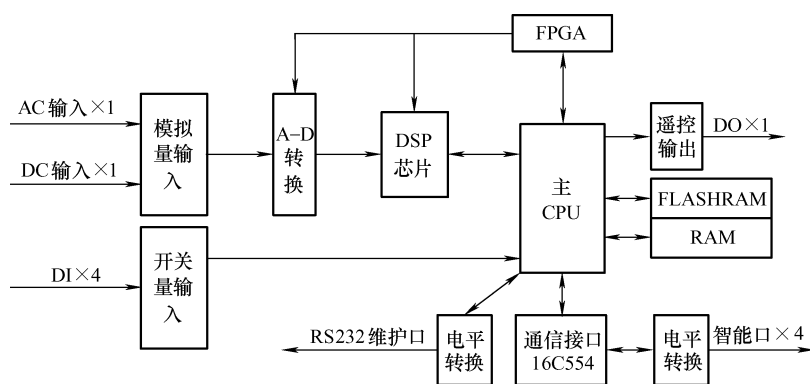 FPGA
AC输入×1
模拟
量输
入
A-D
转
换
DSP
芯片
主
CPU
遥控
输出
DO×1
DC输入×1
FLASHRAM
RAM
DI×4
开关
量输
入
RS232维护口
电平
转换
通信接口
16C554
电平
转换
智能口×4